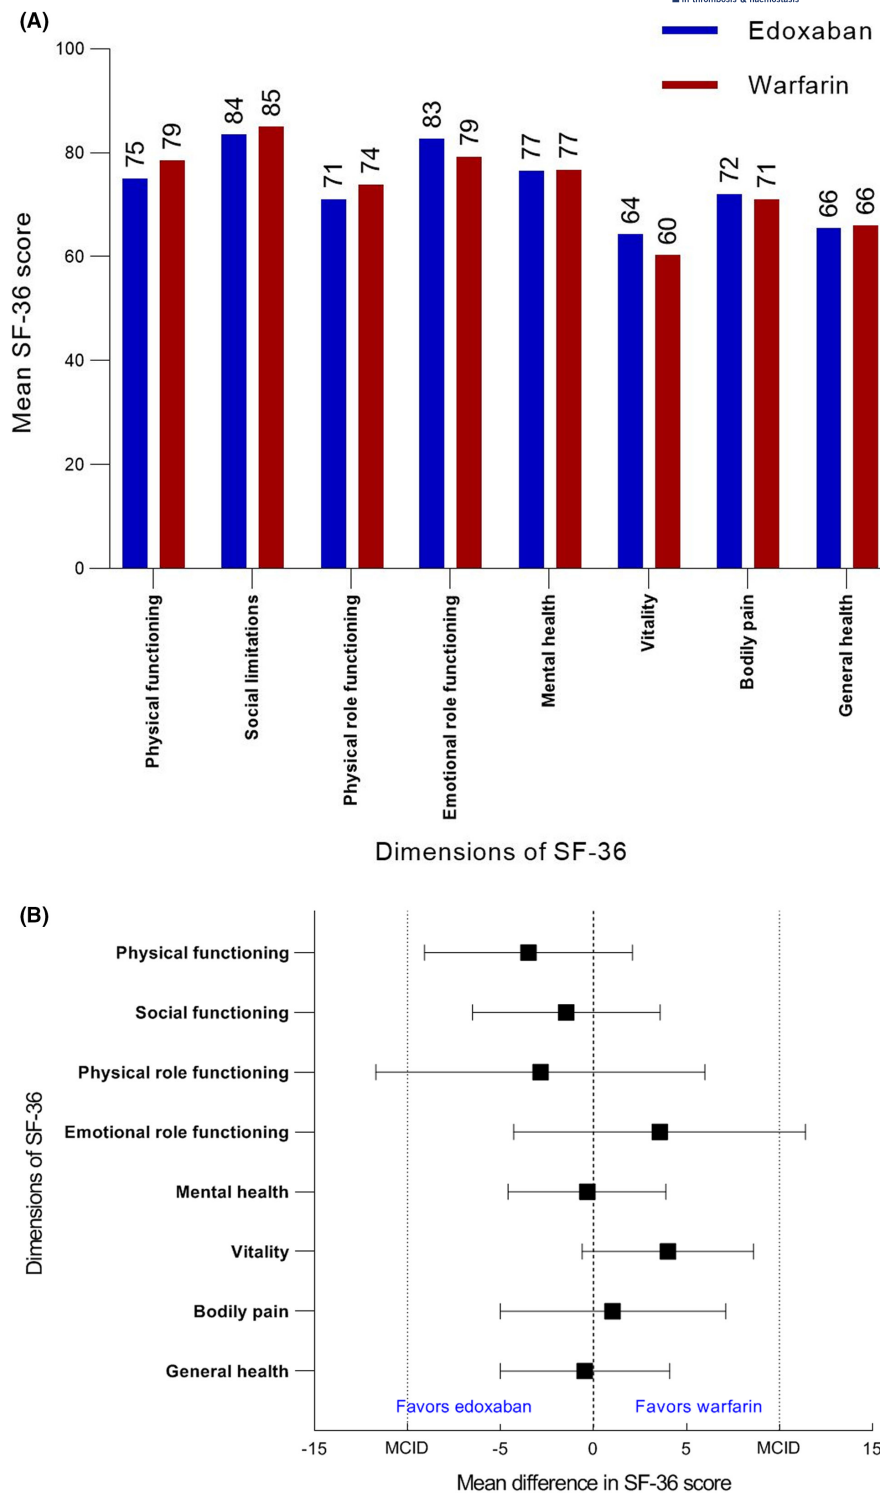 in thrombosis & haemostasis
(A)
Edoxaban
Warfarin
Mean SF-36 score
100
80
60
40
20
0
75
79
84
85
71
74
83
79
77
77
64
60
72
71
66
66
Physical functioning
Social limitations
Physical role functioning
Emotional role functioning
Mental health
Vitality
Bodily pain
General health
Dimensions of SF-36
(B)
Dimensions of SF-36
Physical functioning
Social functioning
Physical role functioning
Emotional role functioning
Mental health
Vitality
Bodily pain
General health
Favors edoxaban
Favors warfarin
-15
MCID
-5
0
5
MCID
15
Mean difference in SF-36 score